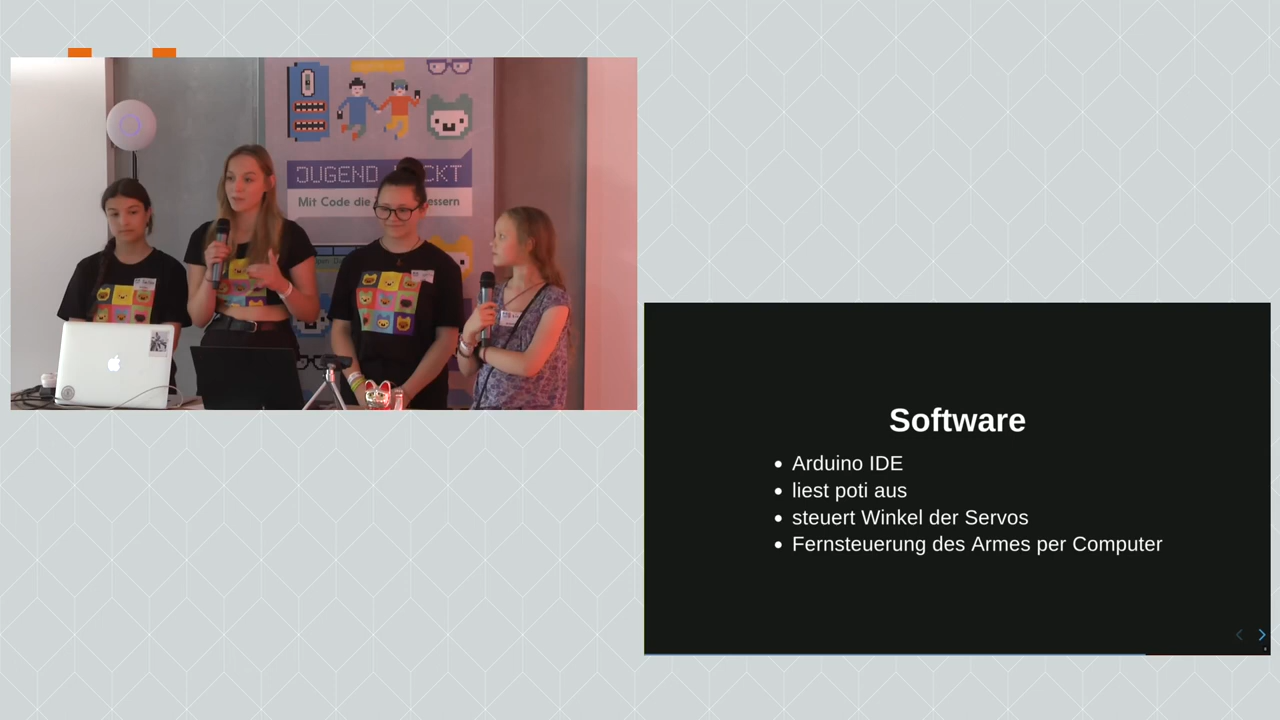 JUGEND
CKT
Mit Code die
essern
Software
Arduino IDE
liest poti aus
steuert Winkel der Servos
Fernsteuerung des Armes per Computer